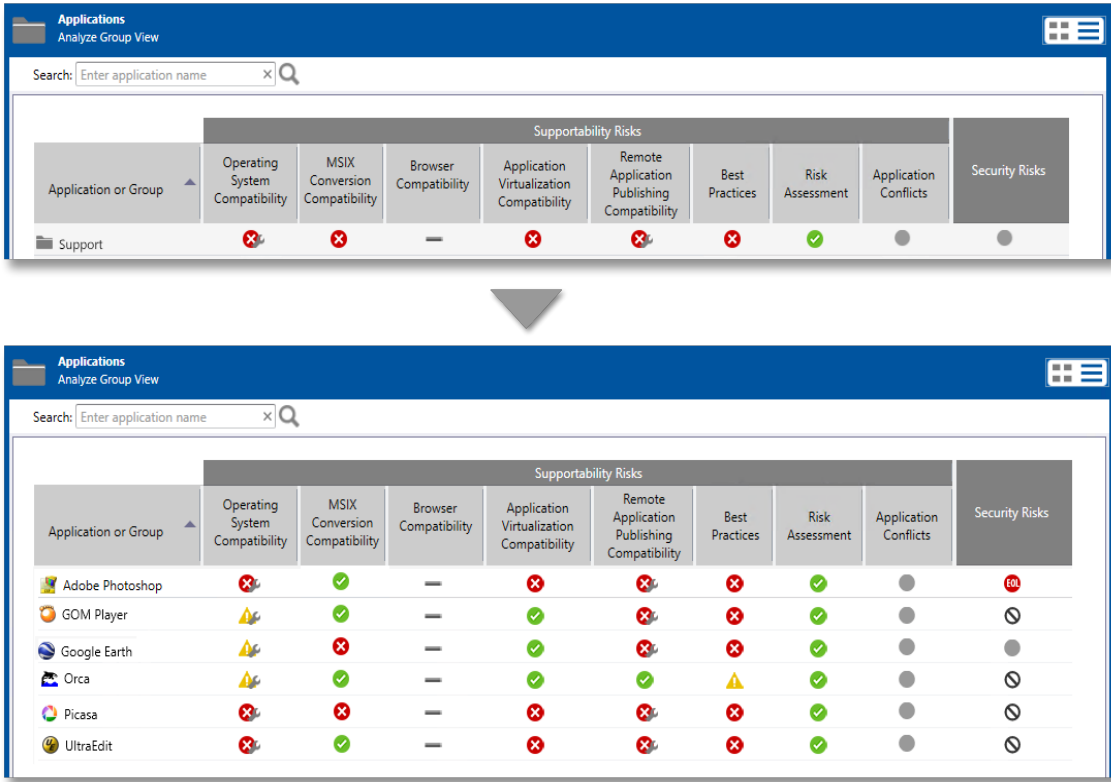 Applications
Analyze Group View
Search: Enter application name
Supportability Risks
Application or Group
Operating
System
Compatibility
MSIX
Conversion
Compatibility
Browser
Compatibility
Application
Virtualization
Compatibility
Remote
Application
Publishing
Compatibility
Best
Practices
Risk
Assessment
Application
Conflicts
Security Risks
Support
Applications
Analyze Group View
Search: Enter application name
Supportability Risks
Application or Group
Operating
System
Compatibility
MSIX
Conversion
Compatibility
Browser
Compatibility
Application
Virtualization
Compatibility
Remote
Application
Publishing
Compatibility
Best
Practices
Risk
Assessment
Application
Conflicts
Security Risks
Adobe Photoshop EOL
GOM Player
Google Earth
Orca
Picasa
UltraEdit